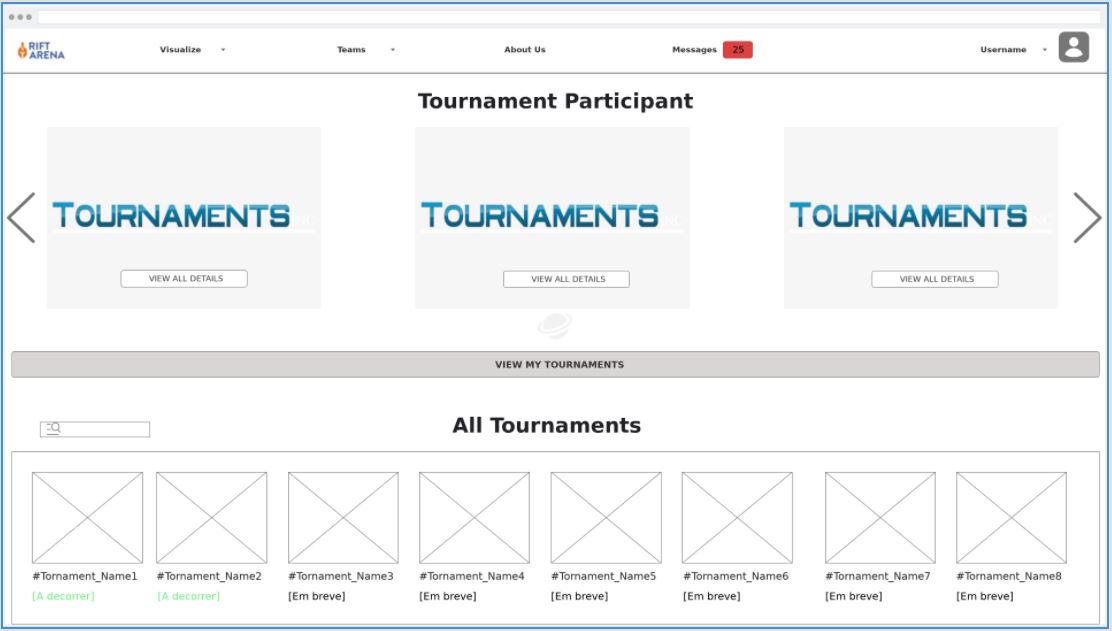 RIFT
ARENA
Visualize
Teams
About Us
Messages 25
Username
Tournament Participant
TOURNAMENTS TOURNAMENTS TOURNAMENTS
VIEW ALL DETAILS VIEW ALL DETAILS VIEW ALL DETAILS
VIEW MY TOURNAMENTS
All Tournaments
#Tornament_Name1 #Tornament_Name2 #Tornament_Name3 #Tornament_Name4 #Tornament_Name5 #Tornament_Name6 #Tornament_Name7 #Tornament_Name8
[A decorrer] [A decorrer] [Em breve] [Em breve] [Em breve] [Em breve] [Em breve] [Em breve]